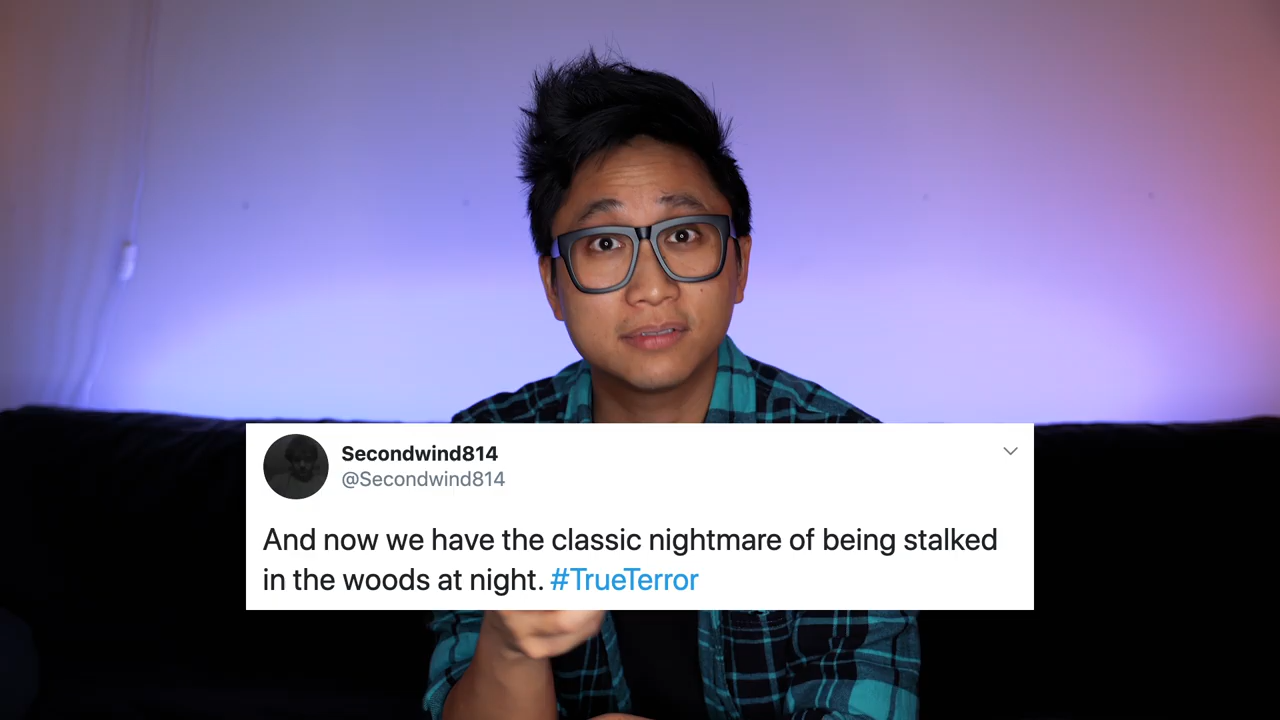 Secondwind814
@Secondwind814
And now we have the classic nightmare of being stalked
in the woods at night. #TrueTerror